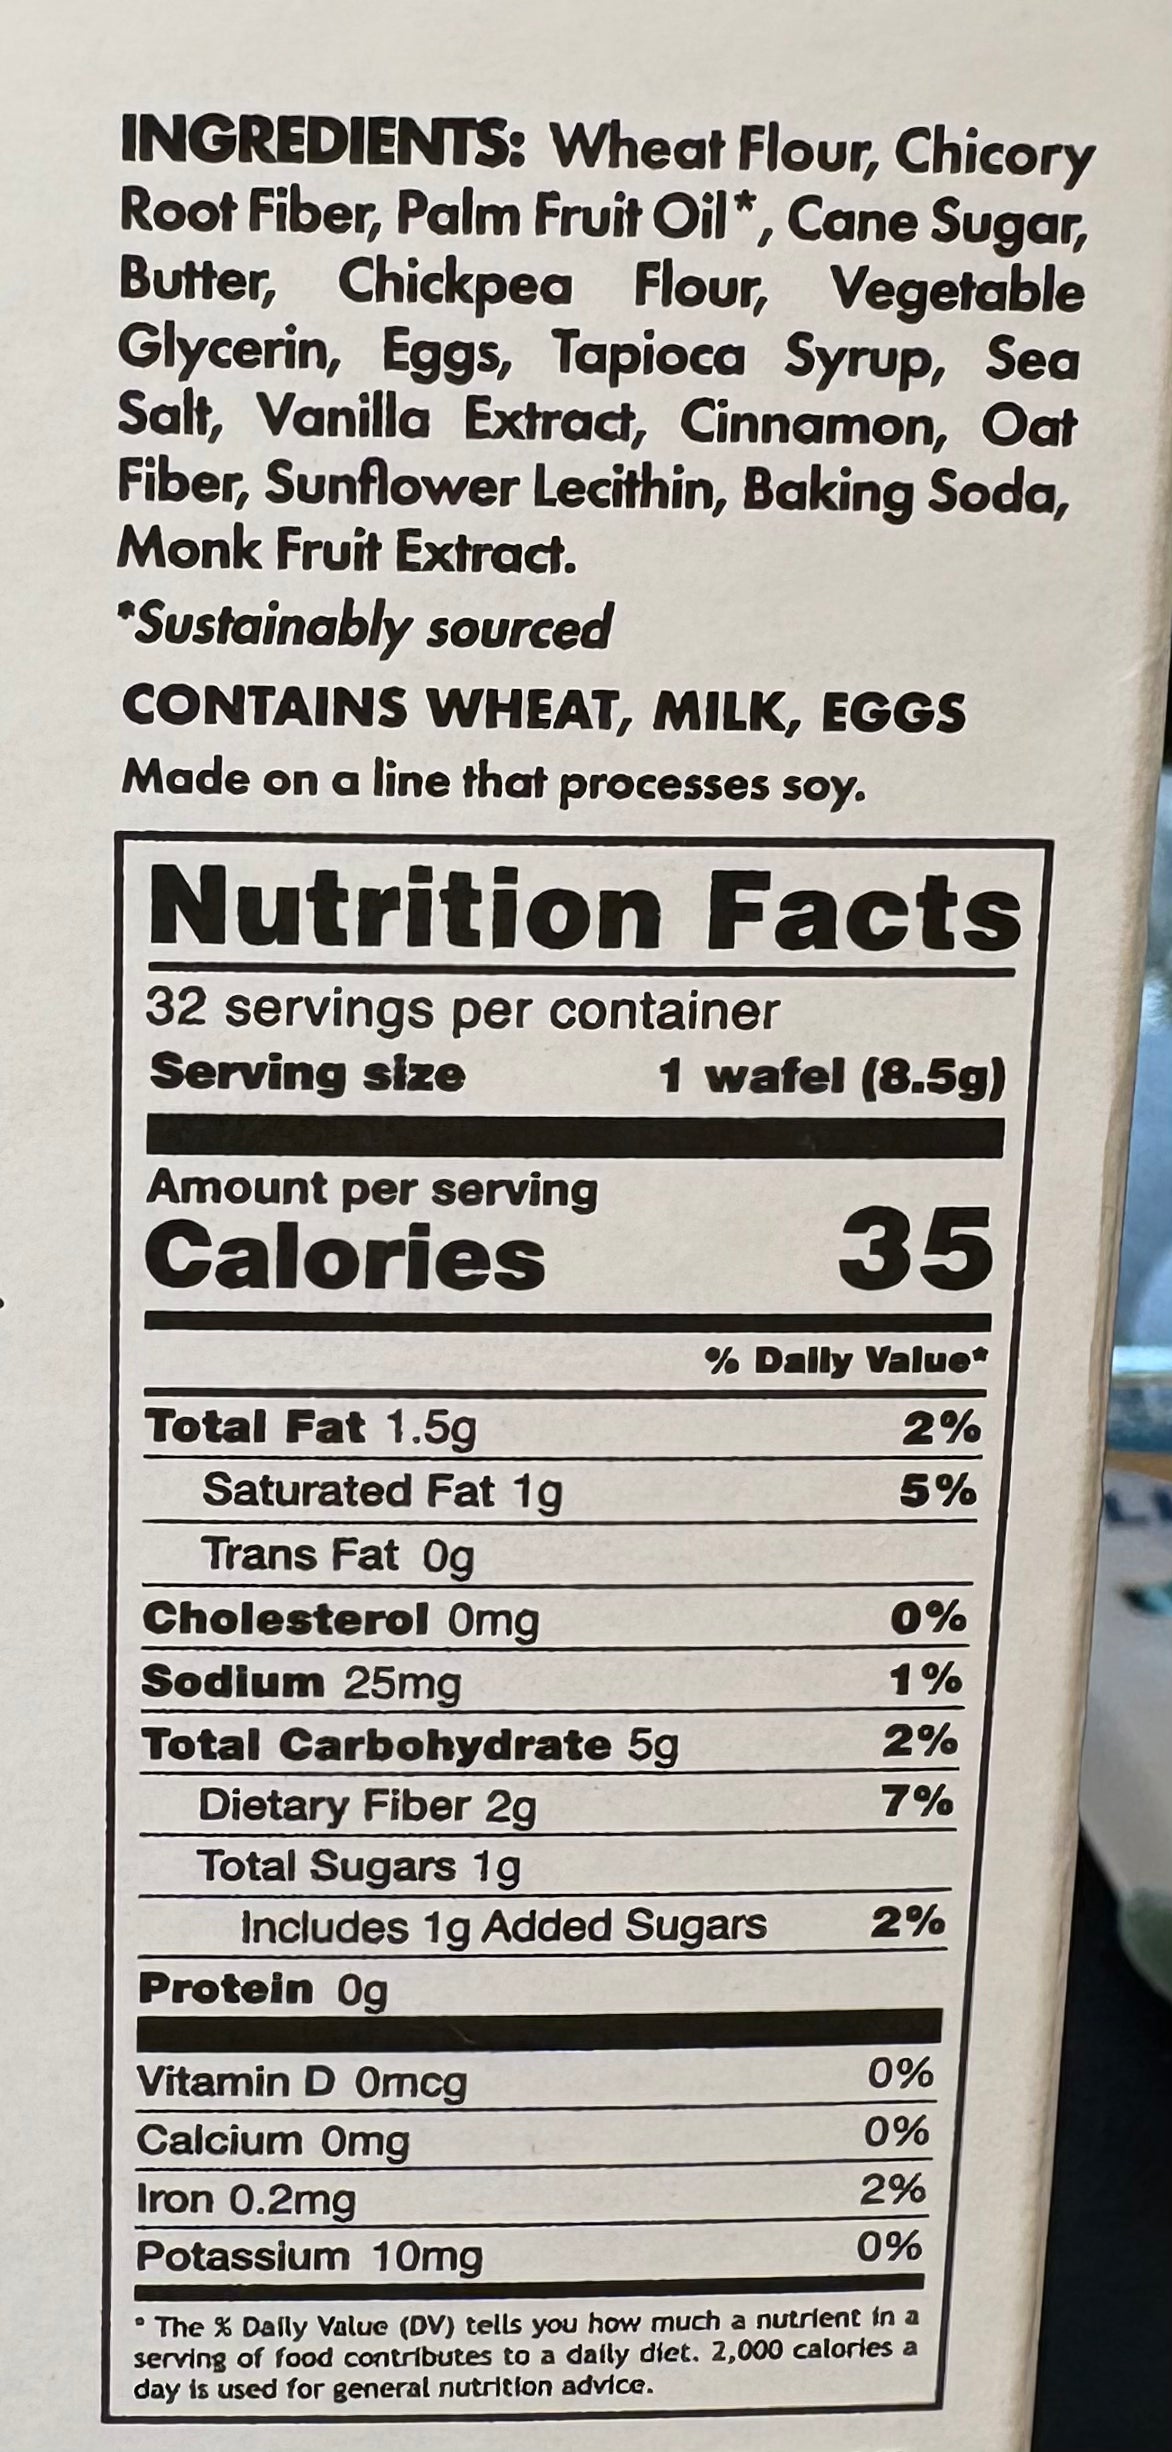 INGREDIENTS: Wheat Flour, Chicory
Root Fiber, Palm Fruit Oil*, Cane Sugar,
Butter, Chickpea Flour, Vegetable
Glycerin, Eggs, Tapioca Syrup, Sea
Salt, Vanilla Extract, Cinnamon, Oat
Fiber, Sunflower Lecithin, Baking Soda,
Monk Fruit Extract.
*Sustainably sourced
CONTAINS WHEAT, MILK, EGGS
Made on a line that processes soy.
Nutrition Facts
32 servings per container
Serving size 1 wafel (8.5g)
Amount per serving
Calories 35
% Daily Value*
Total Fat 1.5g 2%
Saturated Fat 1g 5%
Trans Fat 0g
Cholesterol 0mg 0%
Sodium 25mg 1%
Total Carbohydrate 5g 2%
Dietary Fiber 2g 7%
Total Sugars 1g
Includes 1g Added Sugars 2%
Protein 0g
Vitamin D 0mcg 0%
Calcium 0mg 0%
Iron 0.2mg 2%
Potassium 10mg 0%
* The % Daily Value (DV) tells you how much a nutrient in a
serving of food contributes to a daily diet. 2,000 calories a
day is used for general nutrition advice.